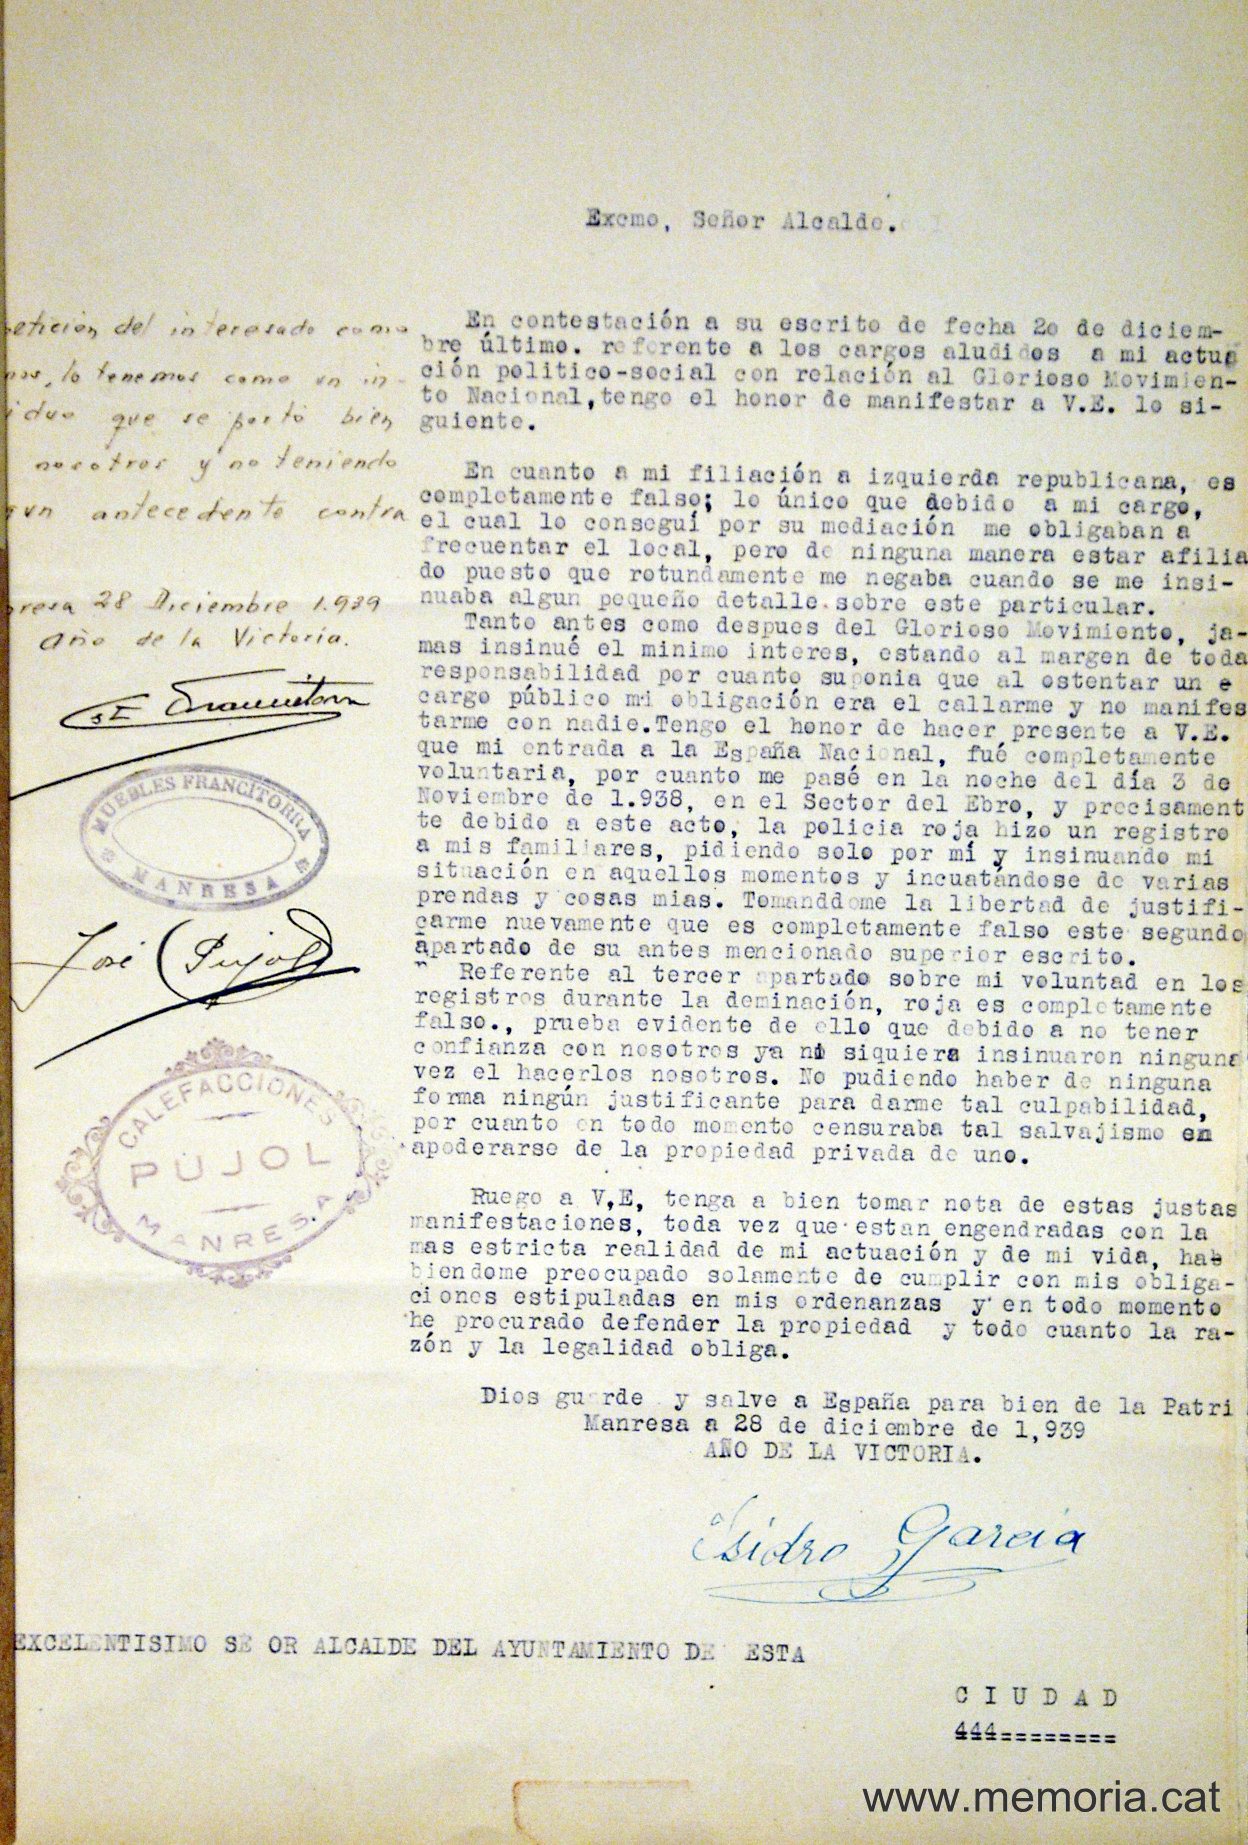 Excmo, Señor Alcalde.
En contestación a su escrito de fecha 2o de diciem-
bre último. referente a los cargos aludidos a mi actua
ción politico-social con relación al Glorioso Movimien-
to Nacional,tengo el honor de manifestar a V.E. lo si-
guiente.
En cuanto a mi filiación a izquierda republicana, es
completamente falso; lo único que debido a mi cargo,
el cual lo conseguí por su mediación me obligaban a
frecuentar el local, pero de ninguna manera estar afilia
do puesto que rotundamente me negaba cuando se me insi-
nuaba algun pequeño detalle sobre este particular.
Tanto antes como despues del Glorioso Movimiento, ja-
mas insinué el minimo interes, estando al margen de toda
responsabilidad por cuanto suponia que al ostentar un
cargo público mi obligación era el callarme y no manifes
tarme con nadie.Tengo el honor de hacer presente a V.E.
que mi entrada a la España Nacional, fué completamente
voluntaria, por cuanto me pasé en la noche del día 3 de
Noviembre de 1.938, en el Sector del Ebro, y precisament
te debido a este acto, la policia roja hizo un registro
a mis familiares, pidiendo solo por mí y insinuando mi
situación en aquellos momentos y incuatándose de varias
prendas y cosas mias. Tomanddome la libertad de justifi-
carme nuevamente que es completamente falso este segundo
apartado de su antes mencionado superior escrito.
Referente al tercer apartado sobre mi voluntad en los
registros durante la deminación, roja es completamente
falso., prueba evidente de ello que debido a no tener
confianza con nosotros ya ni siquiera insinuaron ninguna
vez el hacerlos nosotros. No pudiendo haber de ninguna
forma ningún justificante para darme tal culpabilidad,
por cuanto en todo momento censuraba tal salvajismo en
apoderarse de la propiedad privada de uno.
Ruego a V,E, tenga a bien tomar nota de estas justas
manifestaciones, toda vez que estan engendradas con la
mas estricta realidad de mi actuación y de mi vida, hab
biendome preocupado solamente de cumplir con mis obliga-
ciones estipuladas en mis ordenanzas y en todo momento
he procurado defender la propiedad y todo cuanto la ra-
zón y la legalidad obliga.
Dios guarde y salve a España para bien de la Patri
Manresa a 28 de diciembre de 1,939
AÑO DE LA VICTORIA.
Isidro Garcia
EXCELENTISIMO SE OR ALCALDE DEL AYUNTAMIENTO DE ESTA
C I U D A D
444=========
etición del interesado como
lo tenemos como un in-
iduo que se portó bien
nosotros y no teniendo
gun antecedente contra
resa 28 Diciembre 1.939
Año de la Victoria.
MUEBLES FRANCITORRA
MANRESA
José Pujol
CALEFACCIONES
PUJOL
MANRESA
www.memoria.cat